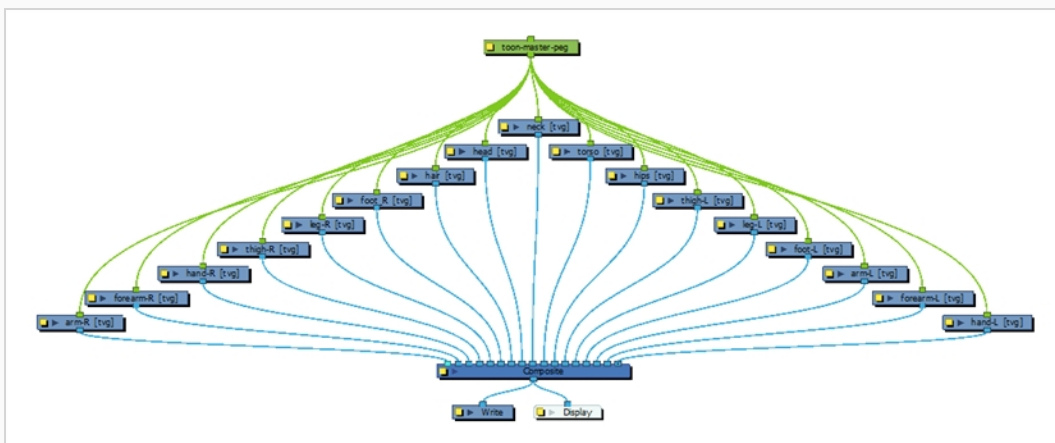 toon-master-peg
neck [tvg]
head [tvg]
torso [tvg]
hair [tvg]
hips [tvg]
foot_R [tvg]
thigh-L [tvg]
leg-R [tvg]
leg-L [tvg]
thigh-R [tvg]
foot-L [tvg]
hand-R [tvg]
arm-L [tvg]
forearm-R [tvg]
forearm-L [tvg]
arm-R [tvg]
hand-L [tvg]
Composite
Write
Display